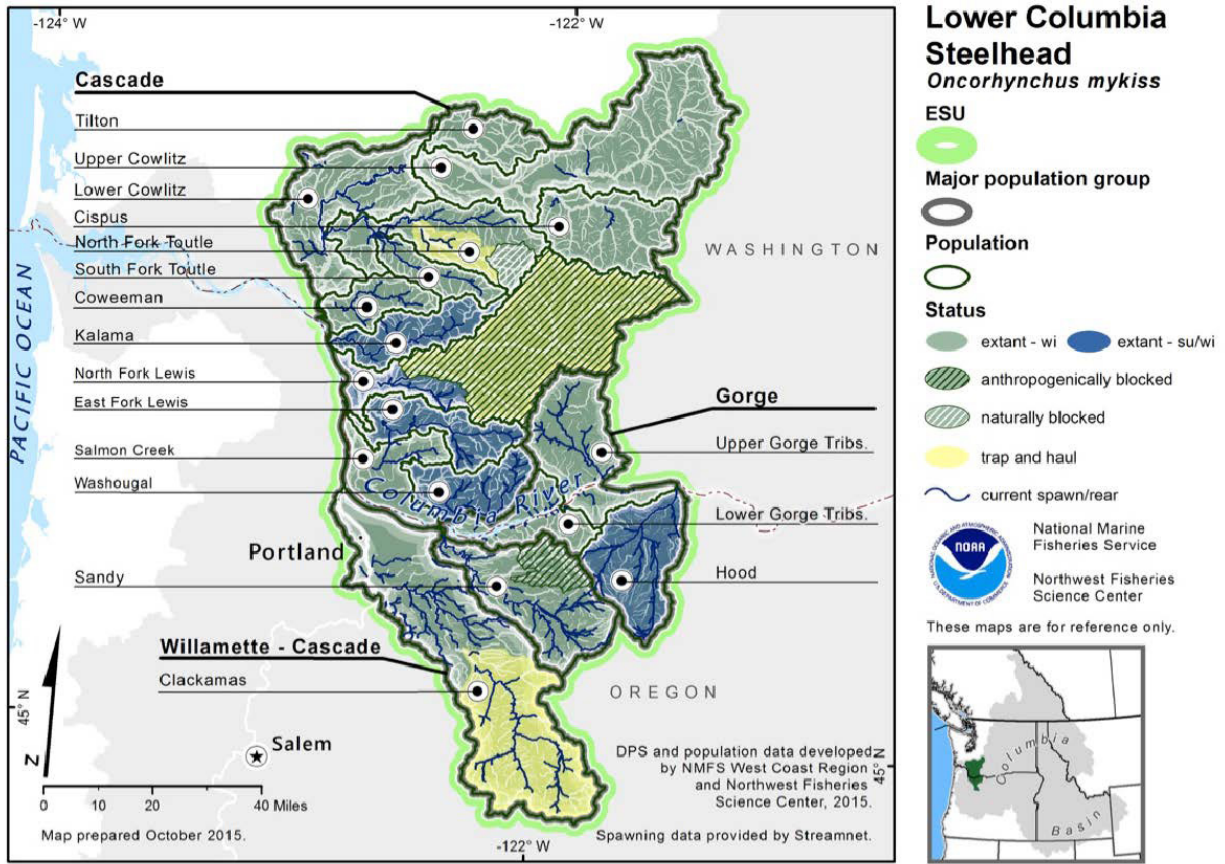 -124° W
-122° W
Cascade
Tilton
Upper Cowlitz
Lower Cowlitz
Cispus
North Fork Toutle
South Fork Toutle
Coweeman
Kalama
North Fork Lewis
East Fork Lewis
Salmon Creek
Washougal
Portland
Sandy
Willamette - Cascade
Clackamas
Salem
PACIFIC OCEAN
WASHINGTON
Gorge
Upper Gorge Tribs.
Columbia River
Lower Gorge Tribs.
Hood
OREGON
45° N
N
0 10 20 40 Miles
Map prepared October 2015.
DPS and population data developed
by NMFS West Coast Region
and Northwest Fisheries
Science Center, 2015.
Spawning data provided by Streamnet.
45° N
-122° W
Lower Columbia
Steelhead
Oncorhynchus mykiss
ESU
Major population group
Population
Status
extant - wi
extant - su/wi
anthropogenically blocked
naturally blocked
trap and haul
current spawn/rear
NOAA
National Marine
Fisheries Service
Northwest Fisheries
Science Center
These maps are for reference only.
Columbia
Basin